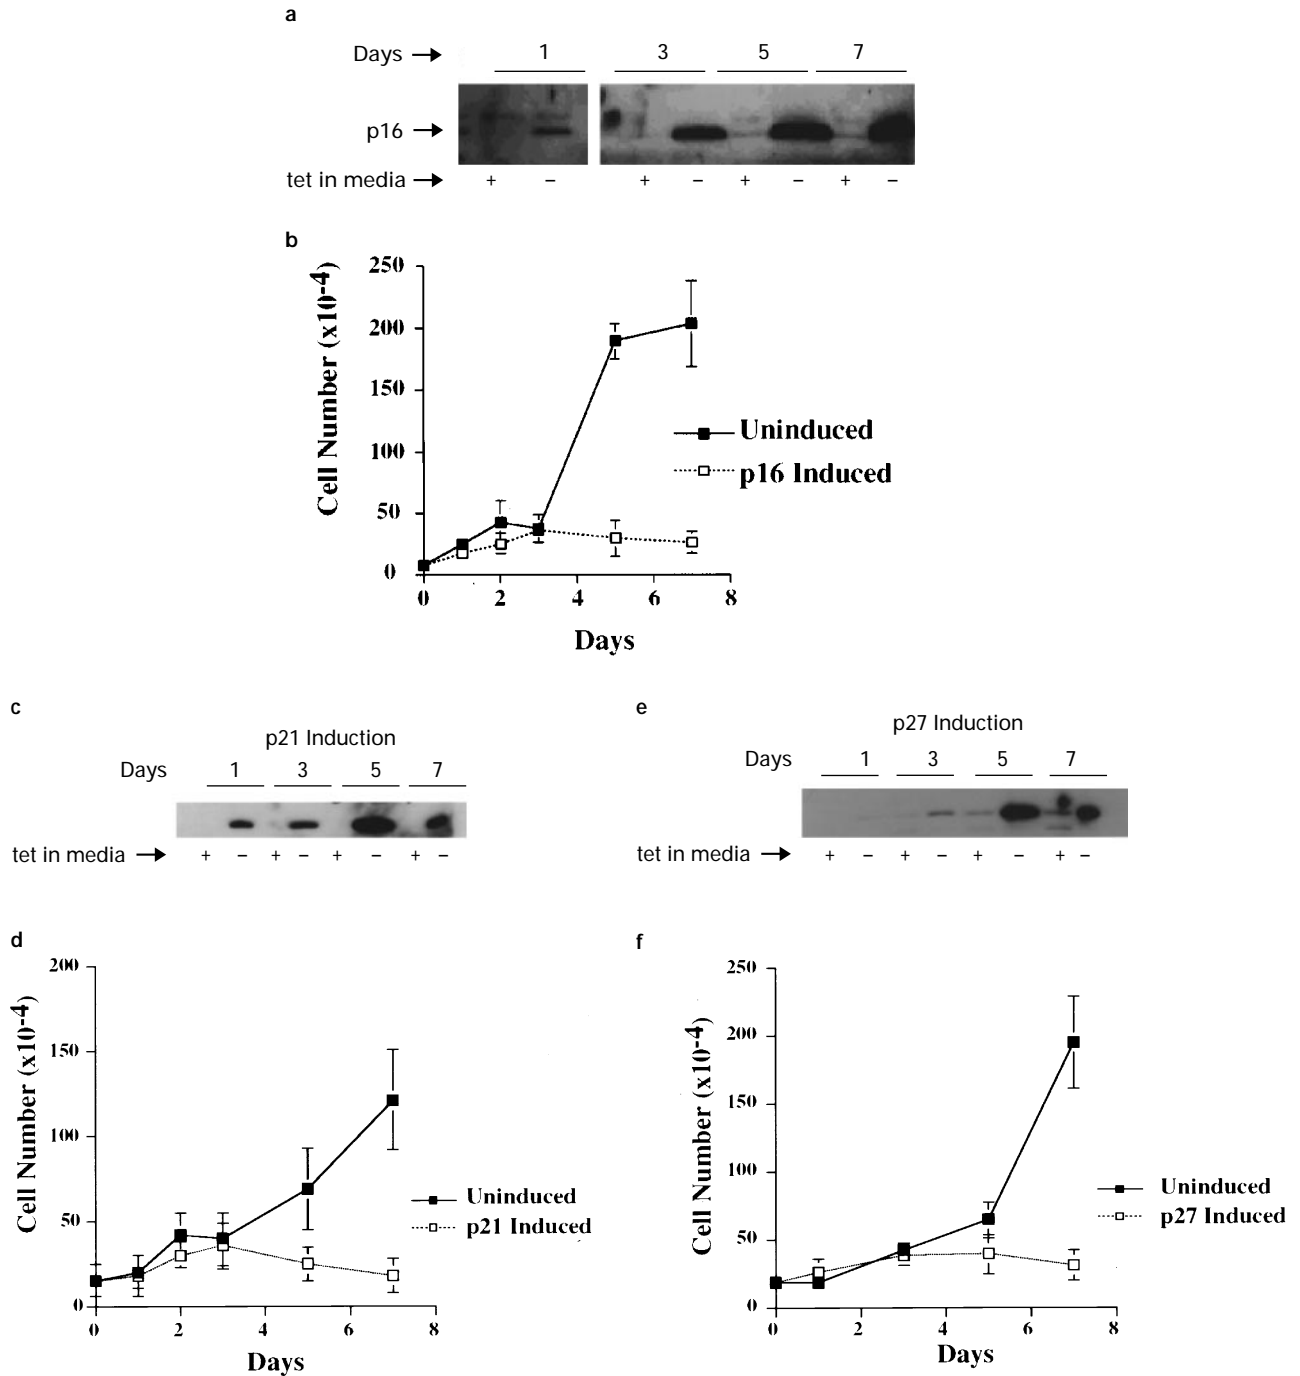 a
Days → 1 3 5 7
p16 →
tet in media → + – + – + – + –
b
250
200
150
100
50
0
Cell Number (x10-4)
Uninduced
p16 Induced
0 2 4 6 8
Days
c
p21 Induction
Days 1 3 5 7
tet in media → + – + – + – + –
e
p27 Induction
Days 1 3 5 7
tet in media → + – + – + – + –
d
200
150
100
50
0
Cell Number (x10-4)
Uninduced
p21 Induced
0 2 4 6 8
Days
f
250
200
150
100
50
0
Cell Number (x10-4)
Uninduced
p27 Induced
0 2 4 6 8
Days